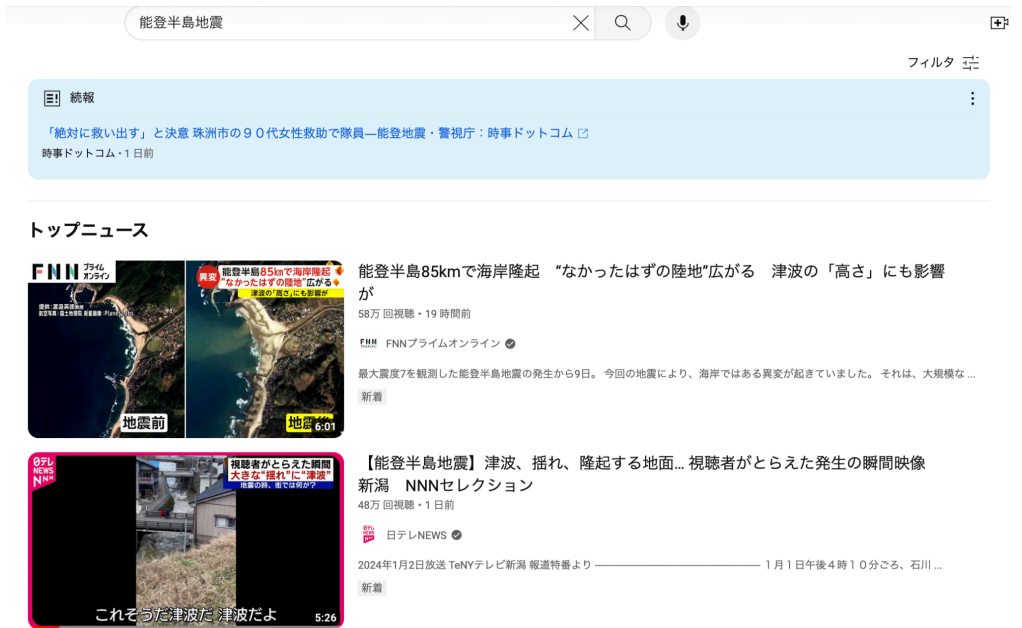 能登半島地震
フィルタ
続報
「絶対に救い出す」と決意 珠洲市の９０代女性救助で隊員―能登地震・警視庁：時事ドットコム
時事ドットコム・1 日前
トップニュース
FNN プライムオンライン
異変 能登半島85kmで海岸隆起
“なかったはずの陸地”広がる
津波の「高さ」にも影響が
地震前
地震後
6:01
能登半島85kmで海岸隆起　“なかったはずの陸地”広がる　津波の「高さ」にも影響
が
58万 回視聴・19 時間前
FNN FNNプライムオンライン
最大震度7を観測した能登半島地震の発生から9日。 今回の地震により、海岸ではある異変が起きていました。 それは、大規模な ...
新着
日テレ
NEWS
NNN
視聴者がとらえた瞬間
大きな“揺れ”に“津波”
地震の時、街では何が?
これそうだ津波だ 津波だよ
5:26
【能登半島地震】津波、揺れ、隆起する地面... 視聴者がとらえた発生の瞬間映像
新潟　NNNセレクション
48万 回視聴・1 日前
日テレNEWS
2024年1月2日放送 TeNYテレビ新潟 報道特番より ---------------------------------------------------- １月１日午後４時１０分ごろ、石川 ...
新着